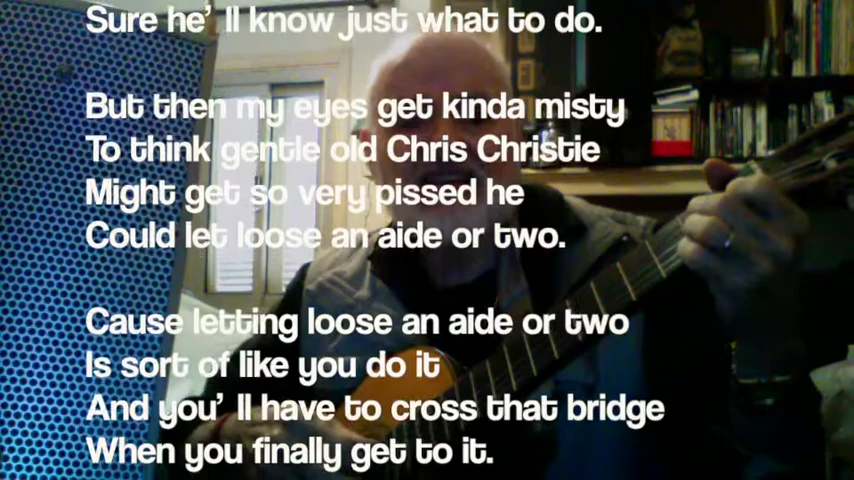 Sure he' ll know just what to do.
But then my eyes get kinda misty
To think gentle old Chris Christie
Might get so very pissed he
Could let loose an aide or two.
Cause letting loose an aide or two
Is sort of like you do it
And you' ll have to cross that bridge
When you finally get to it.